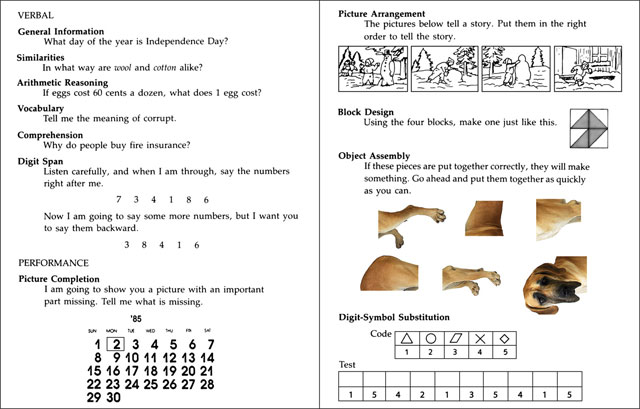 VERBAL
General Information
What day of the year is Independence Day?
Similarities
In what way are wool and cotton alike?
Arithmetic Reasoning
If eggs cost 60 cents a dozen, what does 1 egg cost?
Vocabulary
Tell me the meaning of corrupt.
Comprehension
Why do people buy fire insurance?
Digit Span
Listen carefully, and when I am through, say the numbers
right after me.
7 3 4 1 8 6
Now I am going to say some more numbers, but I want you
to say them backward.
3 8 4 1 6
PERFORMANCE
Picture Completion
I am going to show you a picture with an important
part missing. Tell me what is missing.
'85
SUN MON TUE WED THU FRI SAT
1 2 3 4 5 6 7
8 9 10 11 12 13 14
15 16 17 18 19 20 21
22 23 24 25 26 27 28
29 30
Picture Arrangement
The pictures below tell a story. Put them in the right
order to tell the story.
Block Design
Using the four blocks, make one just like this.
Object Assembly
If these pieces are put together correctly, they will make
something. Go ahead and put them together as quickly
as you can.
Digit-Symbol Substitution
Code
1 2 3 4 5
Test
1 5 4 2 1 3 5 4 1 5